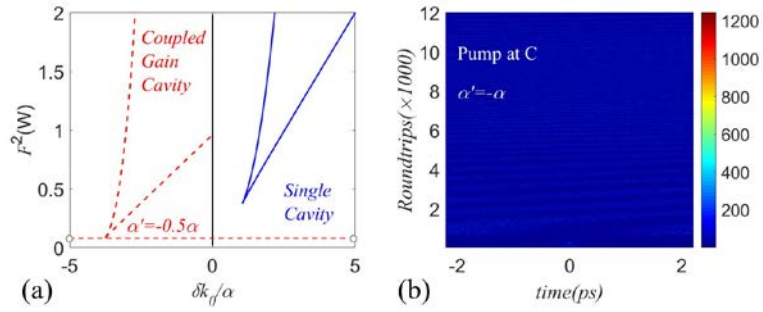 2
1.5
1
0.5
0
F²(W)
Coupled
Gain
Cavity
α'=-0.5α
Single
Cavity
-5
0
5
δk₀/α
(a)
12
10
8
6
4
2
Roundtrips(×1000)
Pump at C
α'=-α
-2
0
2
time(ps)
(b)
1200
1000
800
600
400
200